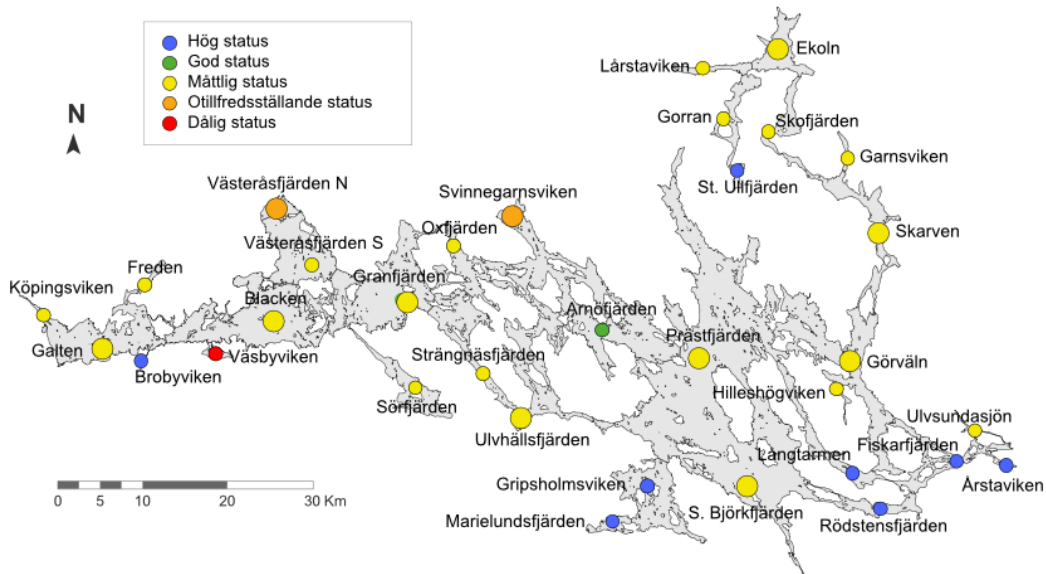 Hög status
God status
Måttlig status
Otillfredsställande status
Dålig status
N
Ekoln
Lårstaviken
Gorran
Skofjärden
Garnsviken
St. Ullfjärden
Västeråsfjärden N
Svinnegarnsviken
Oxfjärden
Skarven
Västeråsfjärden S
Freden
Granfjärden
Köpingsviken
Blacken
Arnöfjärden
Prästfjärden
Galten
Väsbyviken
Strängnäsfjärden
Görväln
Brobyviken
Hilleshögviken
Sörfjärden
Ulvsundasjön
Ulvhällsfjärden
Fiskarfjärden
Långtarmen
Gripsholmsviken
Årstaviken
0 5 10 20 30 Km
S. Björkfjärden
Marielundsfjärden
Rödstensfjärden